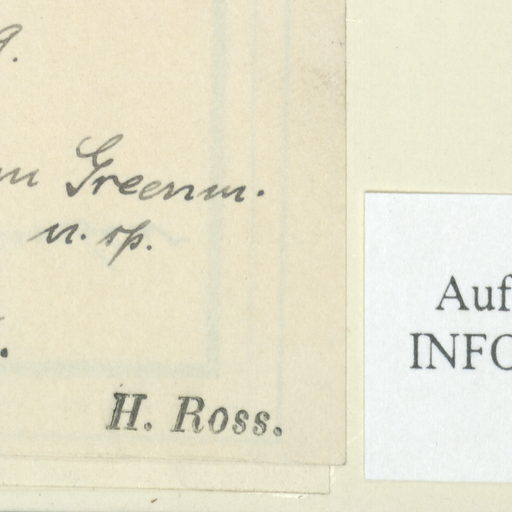 Greenm.
n. sp.
H. Ross.
Auf
INFO